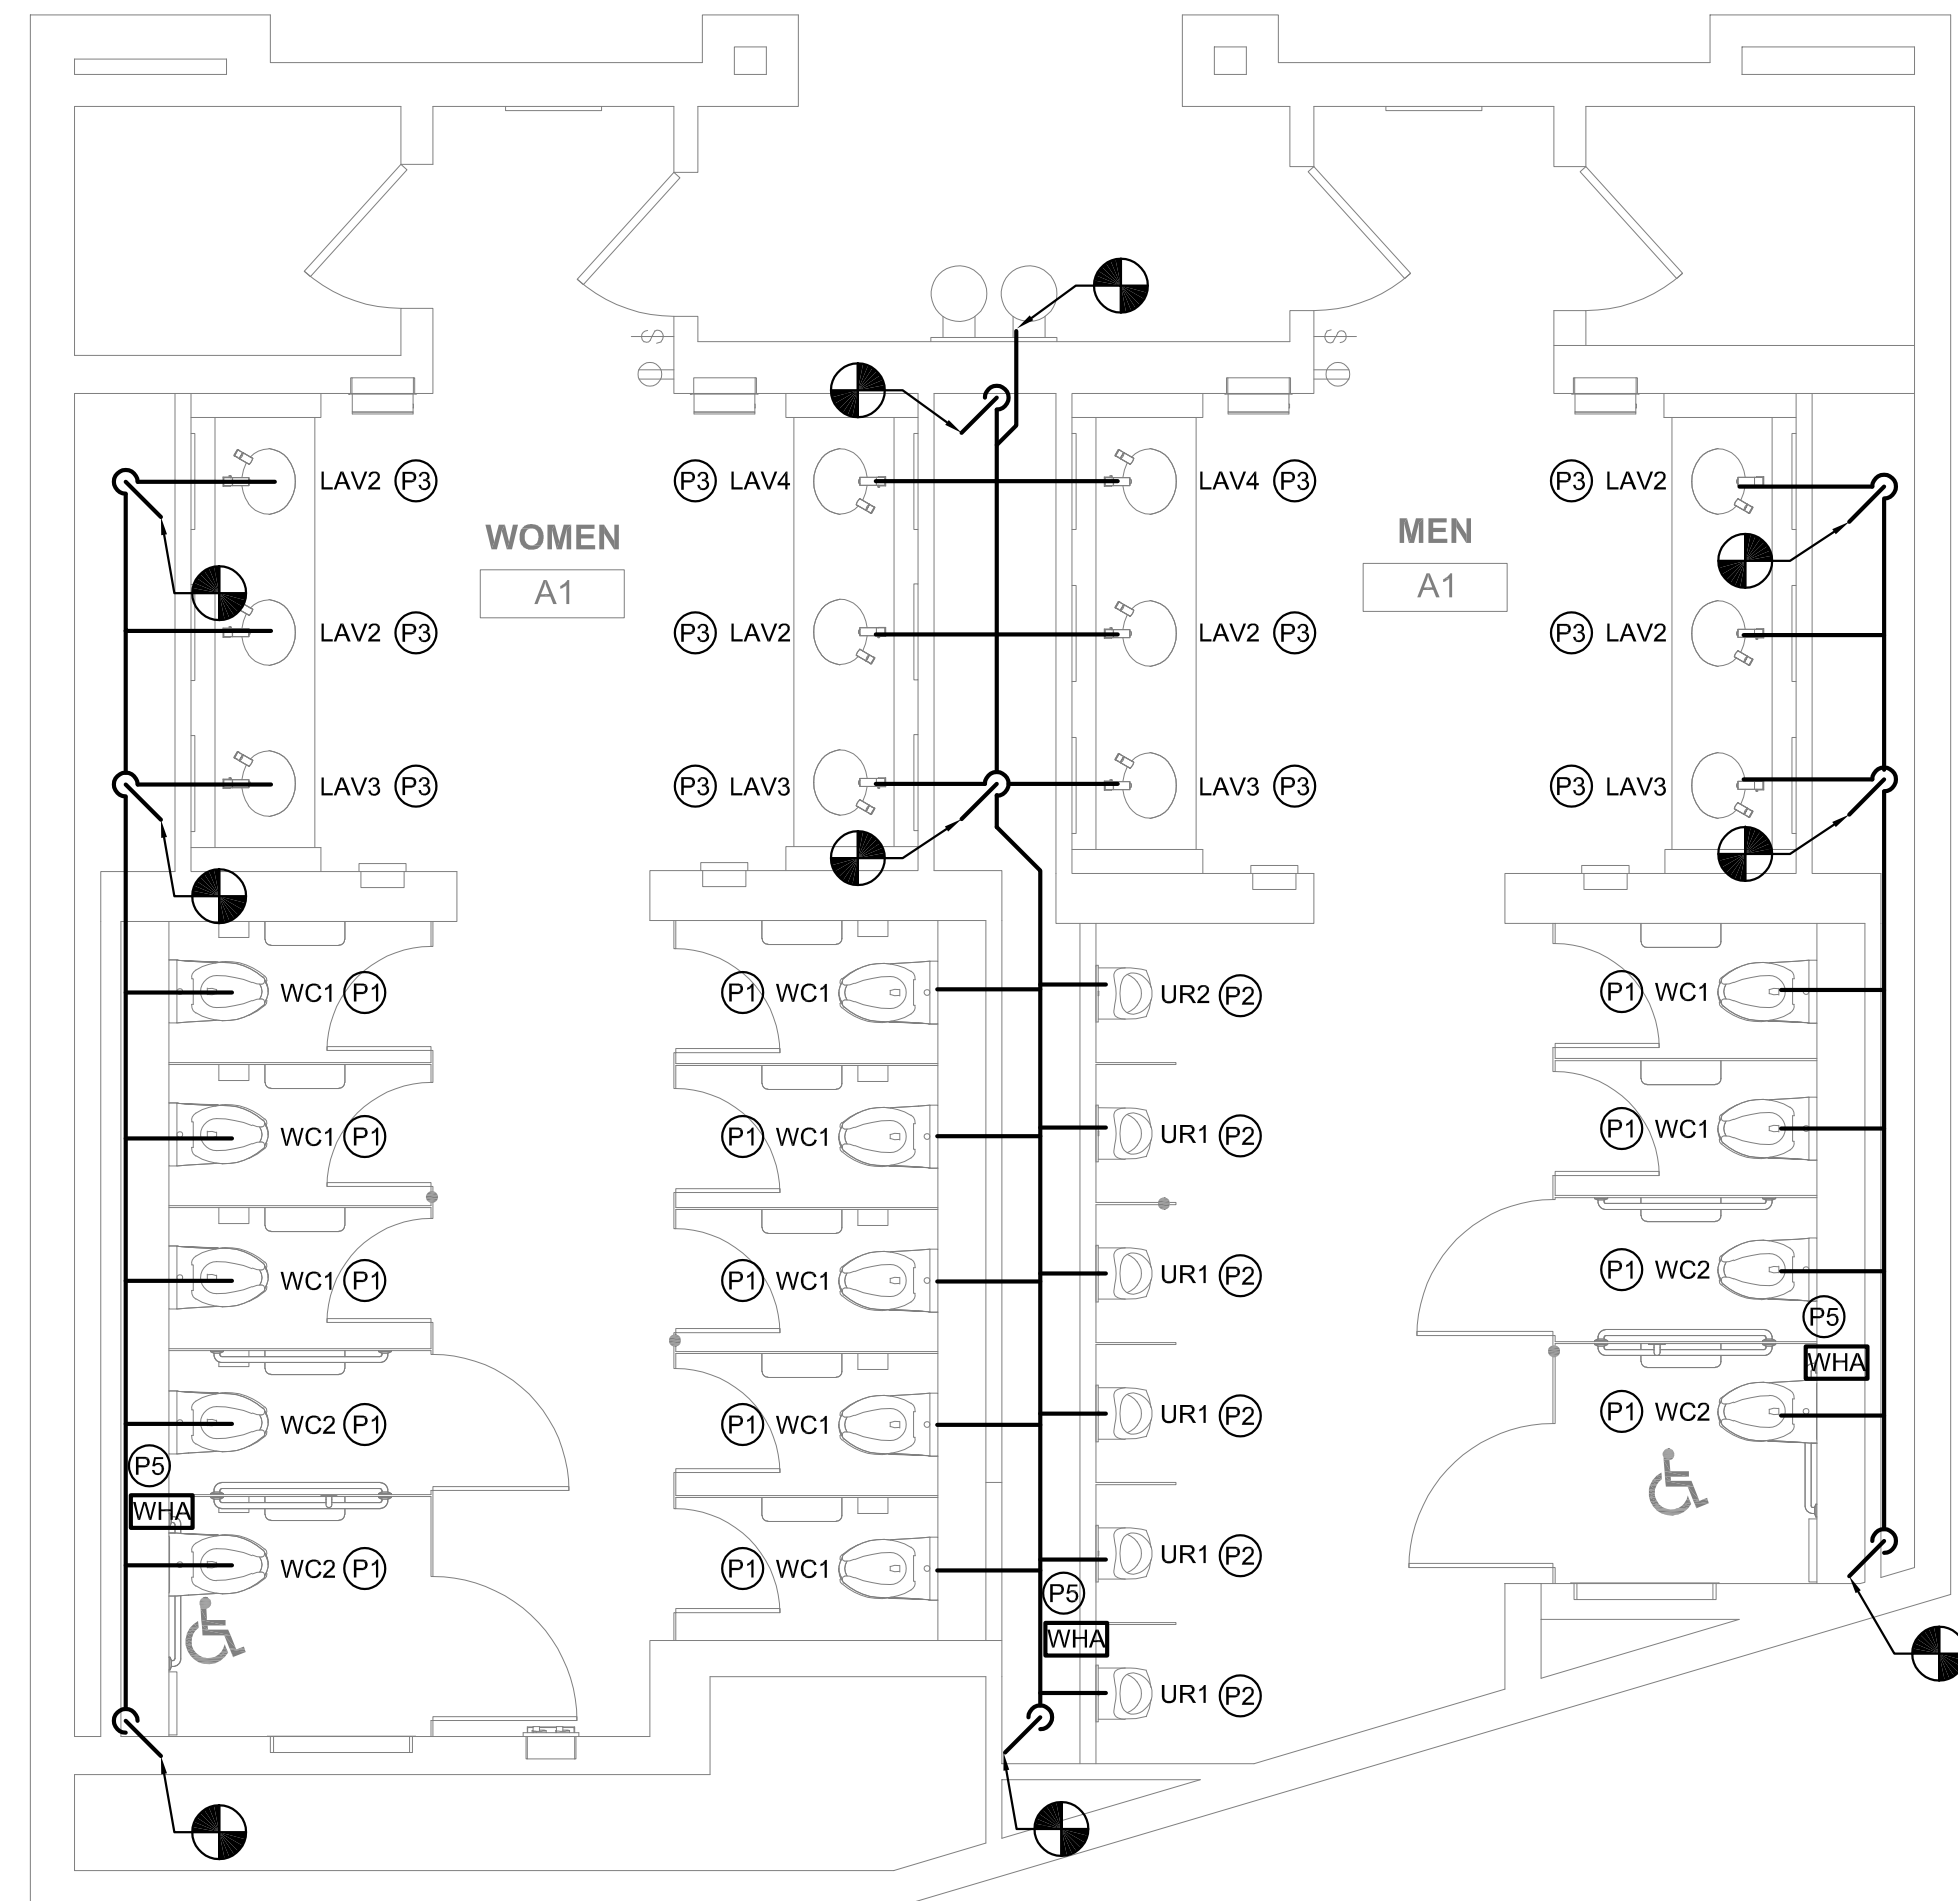 S S
LAV2 P3 P3 LAV4 LAV4 P3 P3 LAV2
WOMEN
A1
MEN
A1
LAV2 P3 P3 LAV2 LAV2 P3 P3 LAV2
LAV3 P3 P3 LAV3 LAV3 P3 P3 LAV3
WC1 P1 P1 WC1 UR2 P2 P1 WC1
WC1 P1 P1 WC1 UR1 P2 P1 WC1
WC1 P1 P1 WC1 UR1 P2 P1 WC2
P5
WHA
WC2 P1 P1 WC1 UR1 P2 P1 WC2
P5
WHA
WC2 P1 P1 WC1 UR1 P2
P5
WHA
UR1 P2